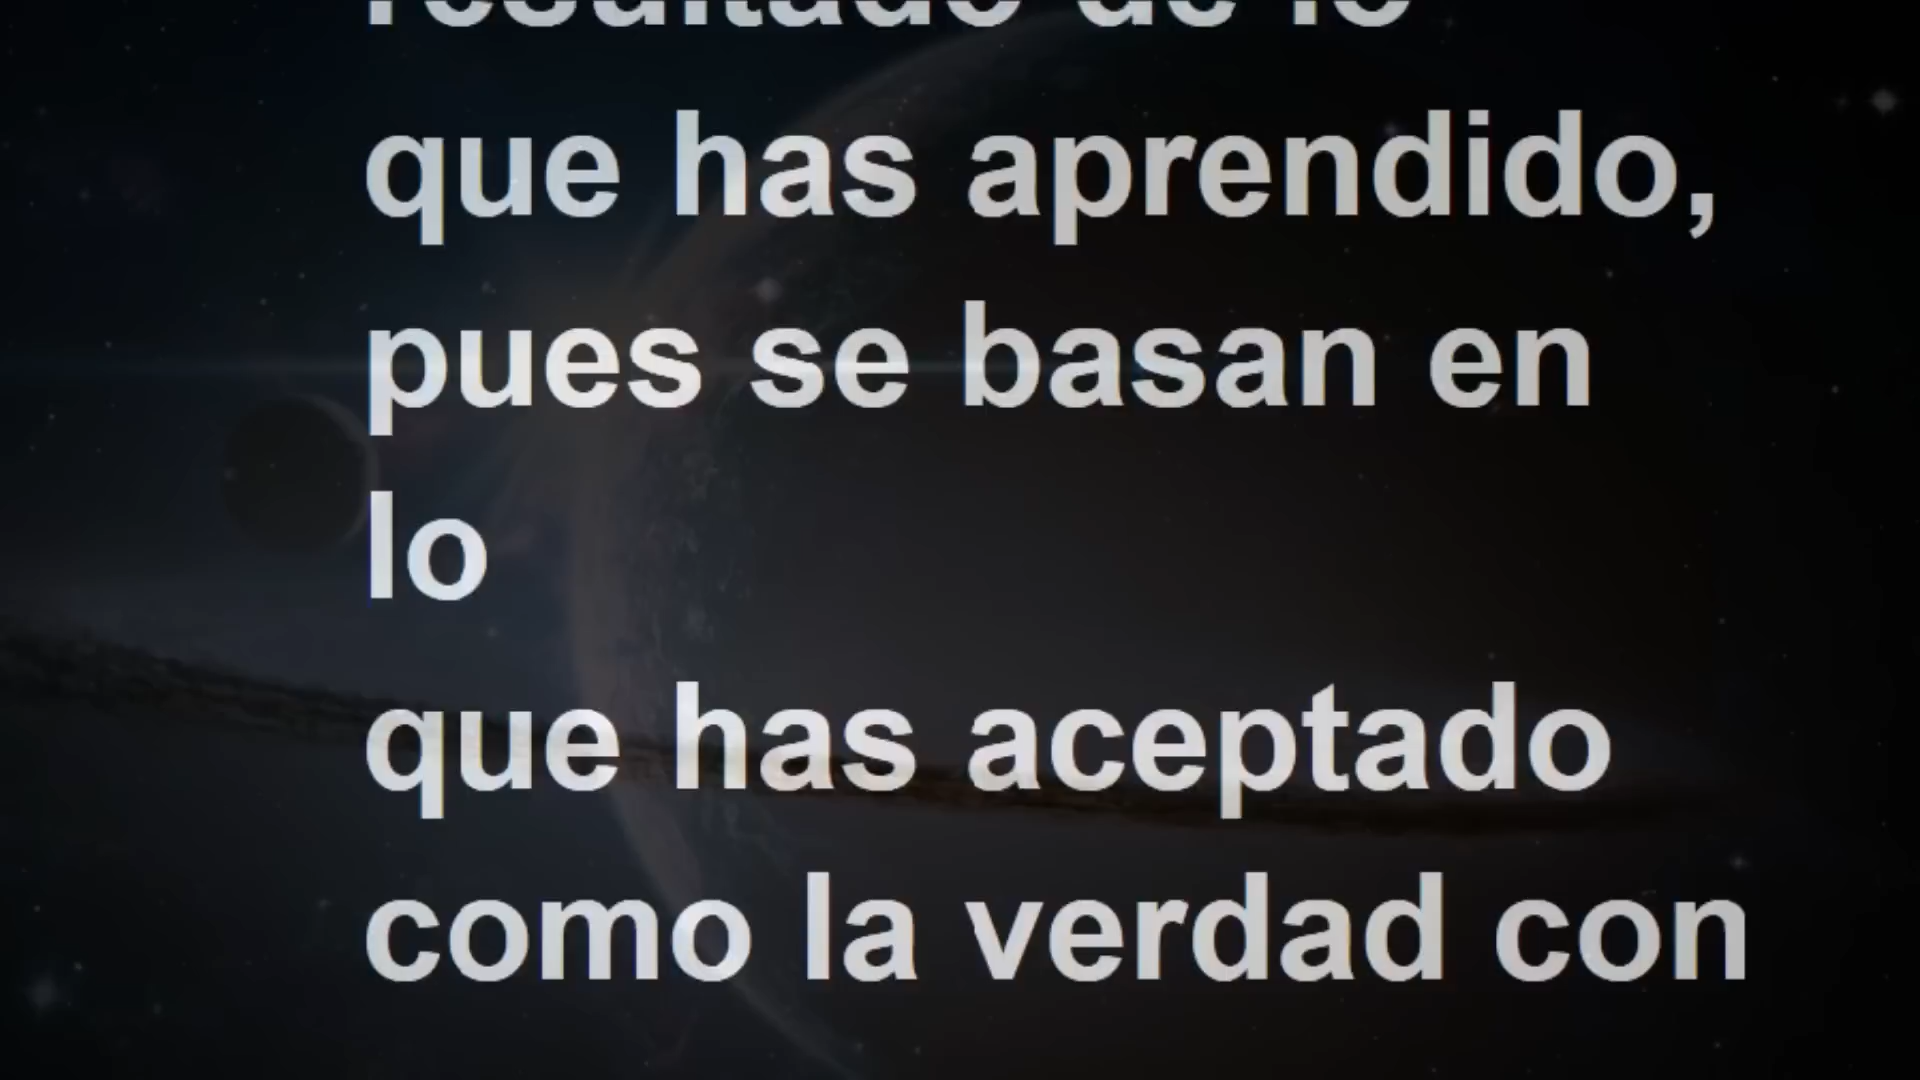 resultado de lo
que has aprendido,
pues se basan en
lo
que has aceptado
como la verdad con